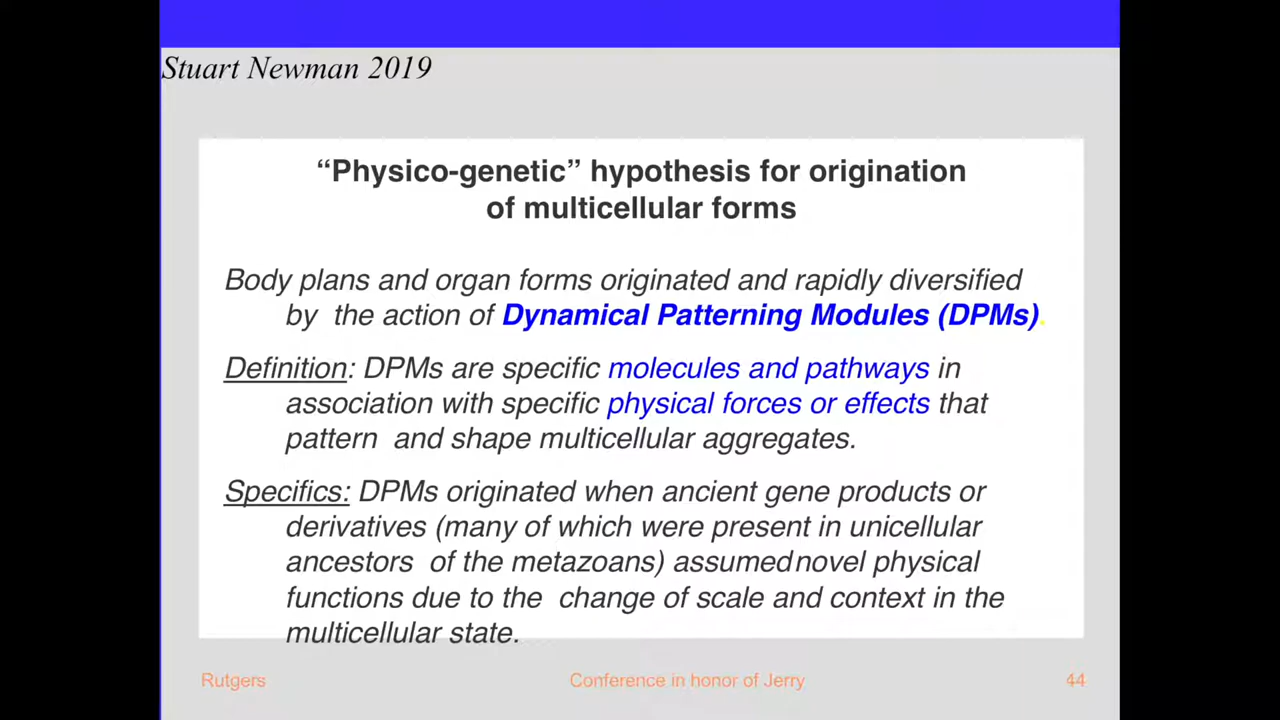 Stuart Newman 2019
“Physico-genetic” hypothesis for origination
of multicellular forms
Body plans and organ forms originated and rapidly diversified
by the action of Dynamical Patterning Modules (DPMs).
Definition: DPMs are specific molecules and pathways in
association with specific physical forces or effects that
pattern and shape multicellular aggregates.
Specifics: DPMs originated when ancient gene products or
derivatives (many of which were present in unicellular
ancestors of the metazoans) assumed novel physical
functions due to the change of scale and context in the
multicellular state.
Rutgers
Conference in honor of Jerry
44